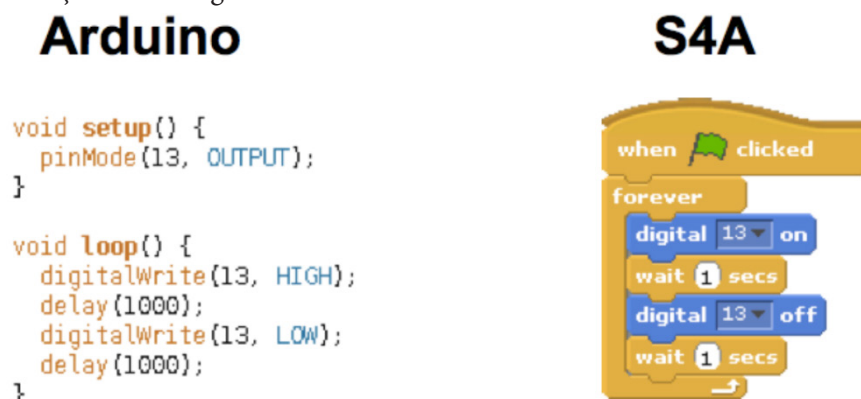 Arduino
void setup() {
pinMode(13, OUTPUT);
}
void loop() {
digitalWrite(13, HIGH);
delay(1000);
digitalWrite(13, LOW);
delay(1000);
}
S4A
when clicked
forever
digital 13 on
wait 1 secs
digital 13 off
wait 1 secs